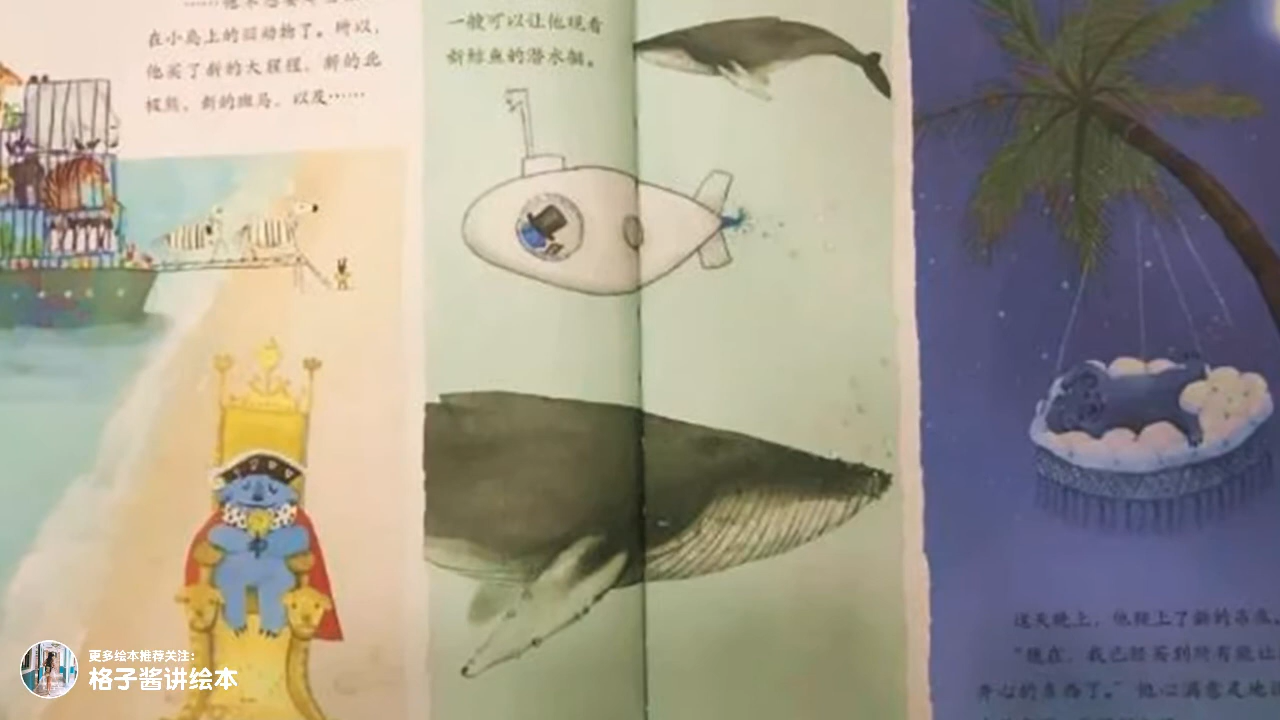 在小岛上的旧动物了。所以，
他买了新的大猩猩、新的北
极熊、新的斑马，以及……
一艘可以让他观看
新鲸鱼的潜水艇。
这天晚上，他睡上了新的吊床。
“现在，我已经买到所有能让
开心的东西了。”他心满意足地
更多绘本推荐关注：
格子酱讲绘本